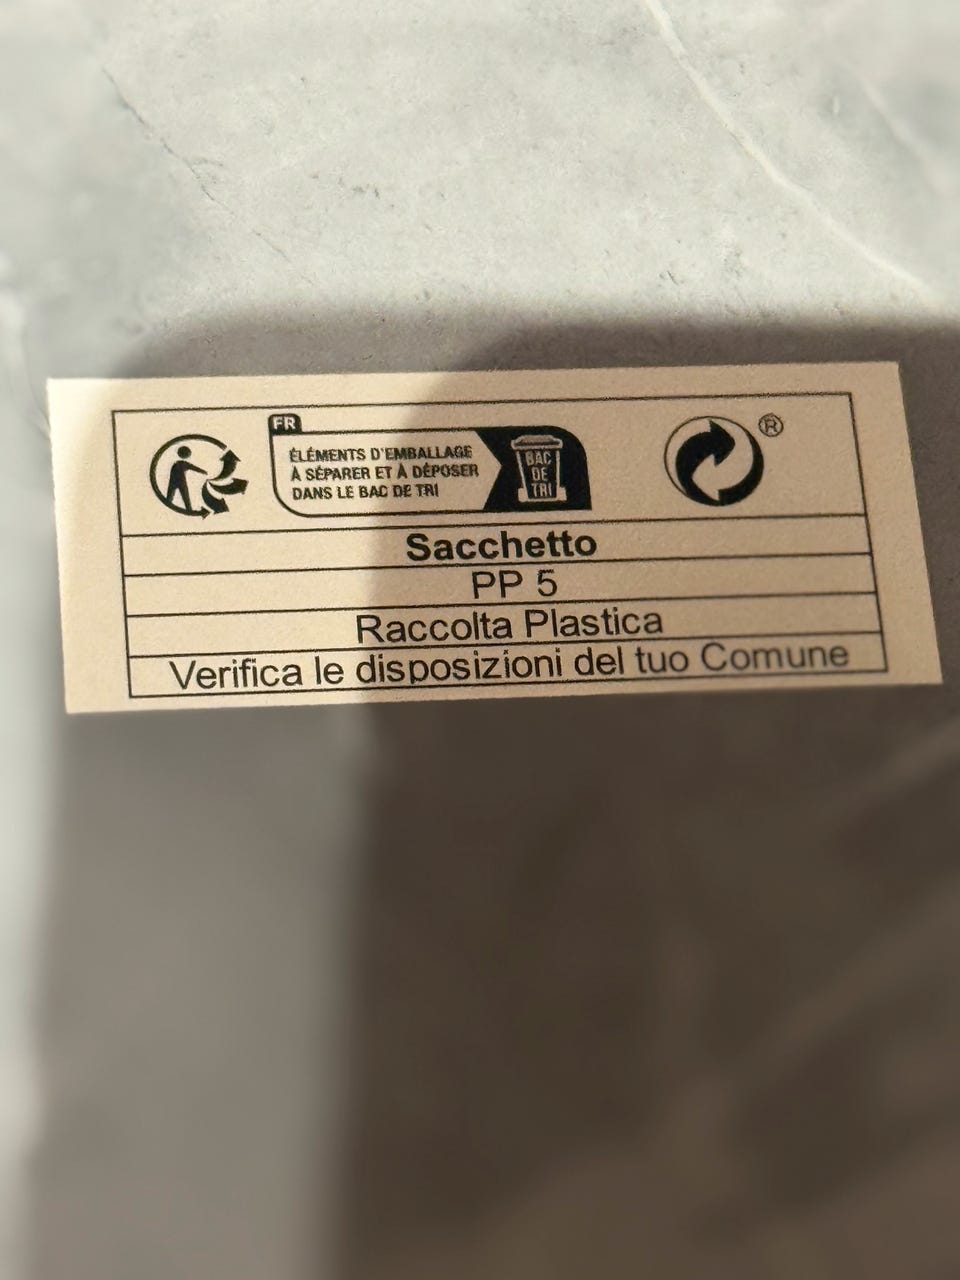 FR
ÉLÉMENTS D'EMBALLAGE
À SÉPARER ET À DÉPOSER
DANS LE BAC DE TRI
BAC
DE
TRI
®
Sacchetto
PP 5
Raccolta Plastica
Verifica le disposizioni del tuo Comune